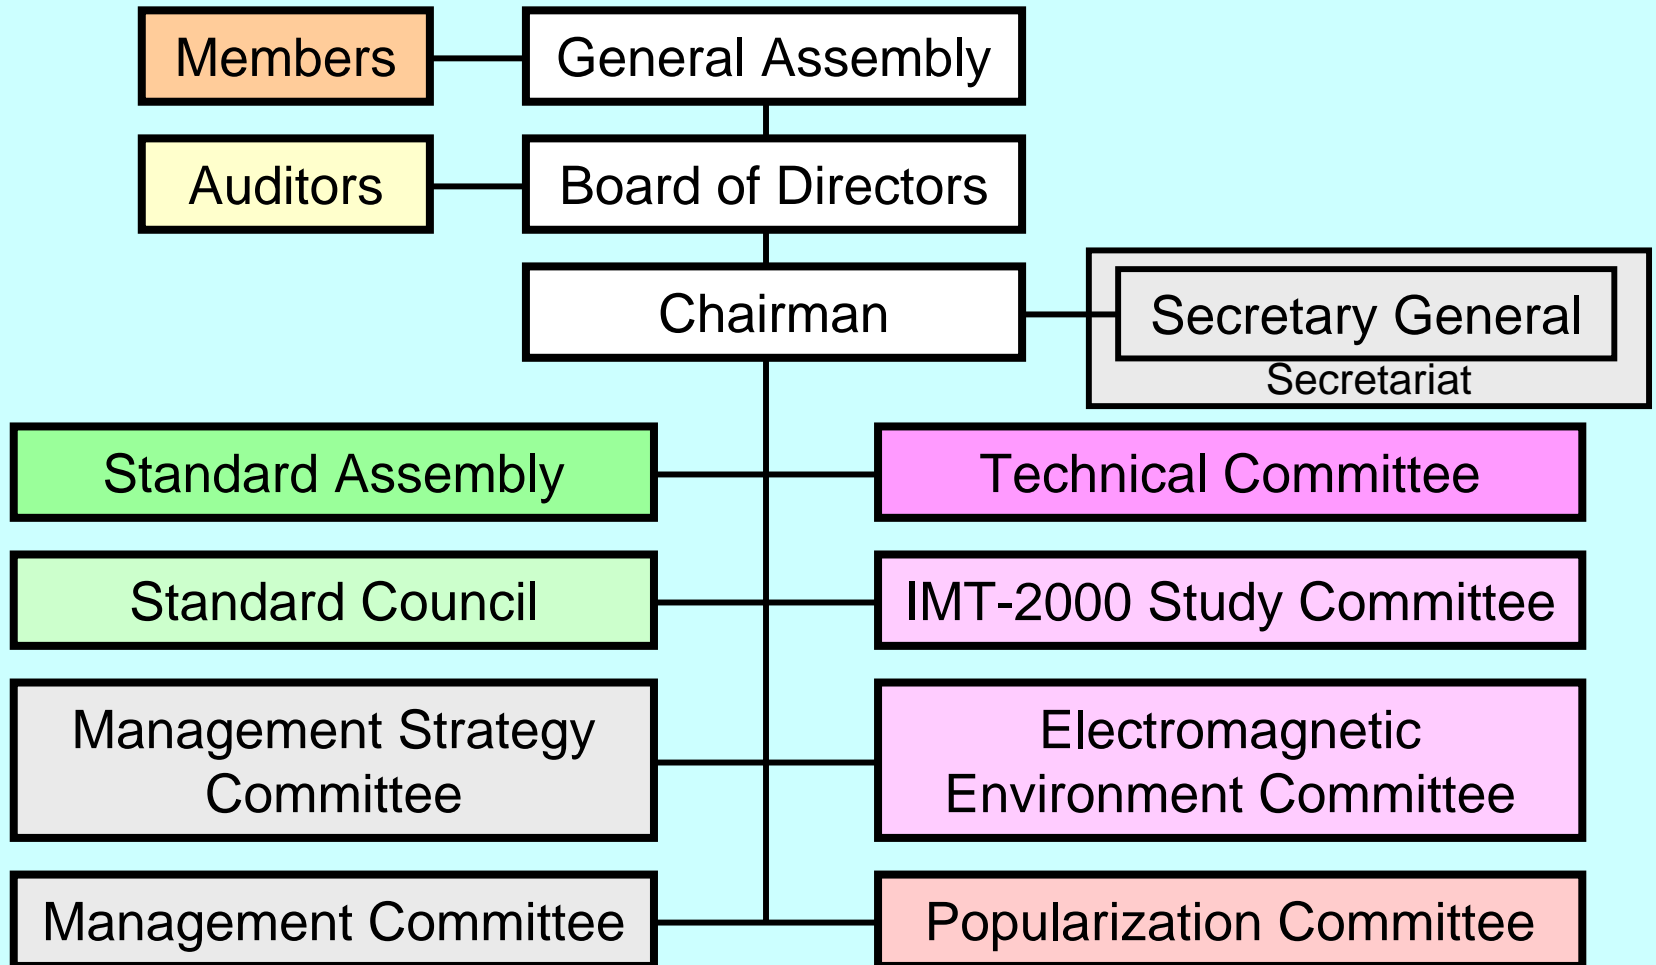 Members
General Assembly
Auditors
Board of Directors
Chairman
Secretary General
Secretariat
Standard Assembly
Technical Committee
Standard Council
IMT-2000 Study Committee
Management Strategy
Committee
Electromagnetic
Environment Committee
Management Committee
Popularization Committee